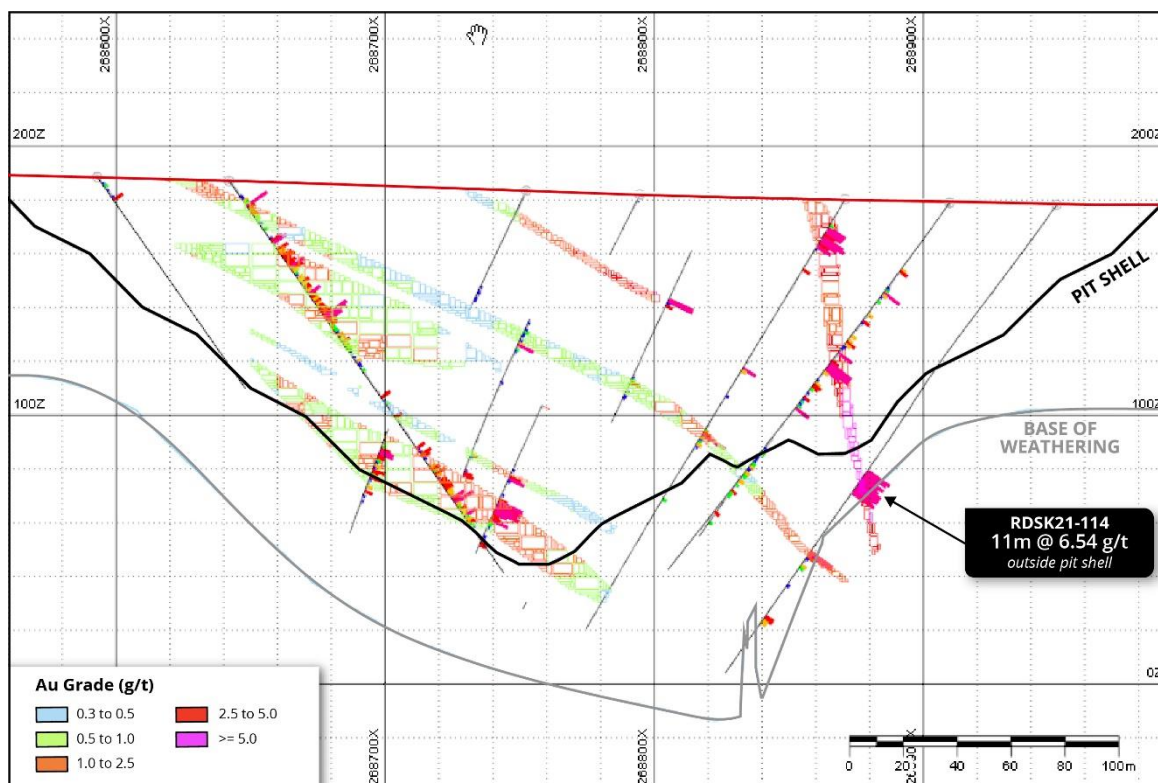 268600X
268700X
268800X
268900X
200Z
200Z
PIT SHELL
100Z
100Z
BASE OF
WEATHERING
RDSK21-114
11m @ 6.54 g/t
outside pit shell
Au Grade (g/t)
0.3 to 0.5
2.5 to 5.0
0.5 to 1.0
>= 5.0
1.0 to 2.5
0Z
268700X
268800X
0
20
40
60
80
100m